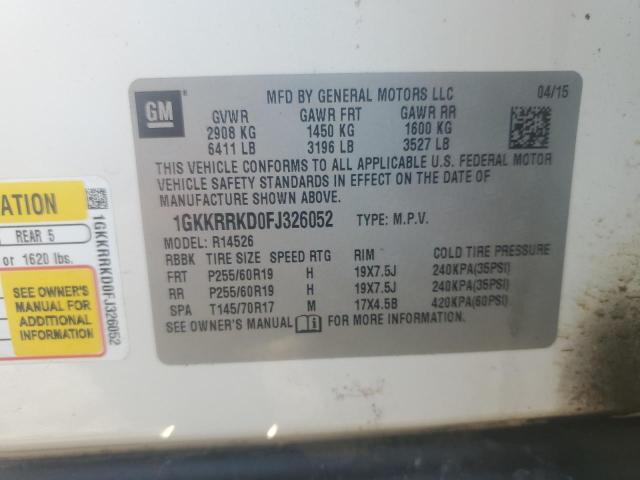 GM
®
MFD BY GENERAL MOTORS LLC 04/15
GVWR GAWR FRT GAWR RR
2908 KG 1450 KG 1600 KG
6411 LB 3196 LB 3527 LB
THIS VEHICLE CONFORMS TO ALL APPLICABLE U.S. FEDERAL MOTOR
VEHICLE SAFETY STANDARDS IN EFFECT ON THE DATE OF
MANUFACTURE SHOWN ABOVE.
1GKKRRKD0FJ326052 TYPE: M.P.V.
MODEL: R14526
RBBK TIRE SIZE SPEED RTG RIM COLD TIRE PRESSURE
FRT P255/60R19 H 19X7.5J 240KPA(35PSI)
RR P255/60R19 H 19X7.5J 240KPA(35PSI)
SPA T145/70R17 M 17X4.5B 420KPA(60PSI)
SEE OWNER'S MANUAL FOR MORE INFORMATION
ATION
REAR 5
or 1620 lbs.
SEE OWNER'S
MANUAL FOR
ADDITIONAL
INFORMATION
1GKKRRKD0FJ326052